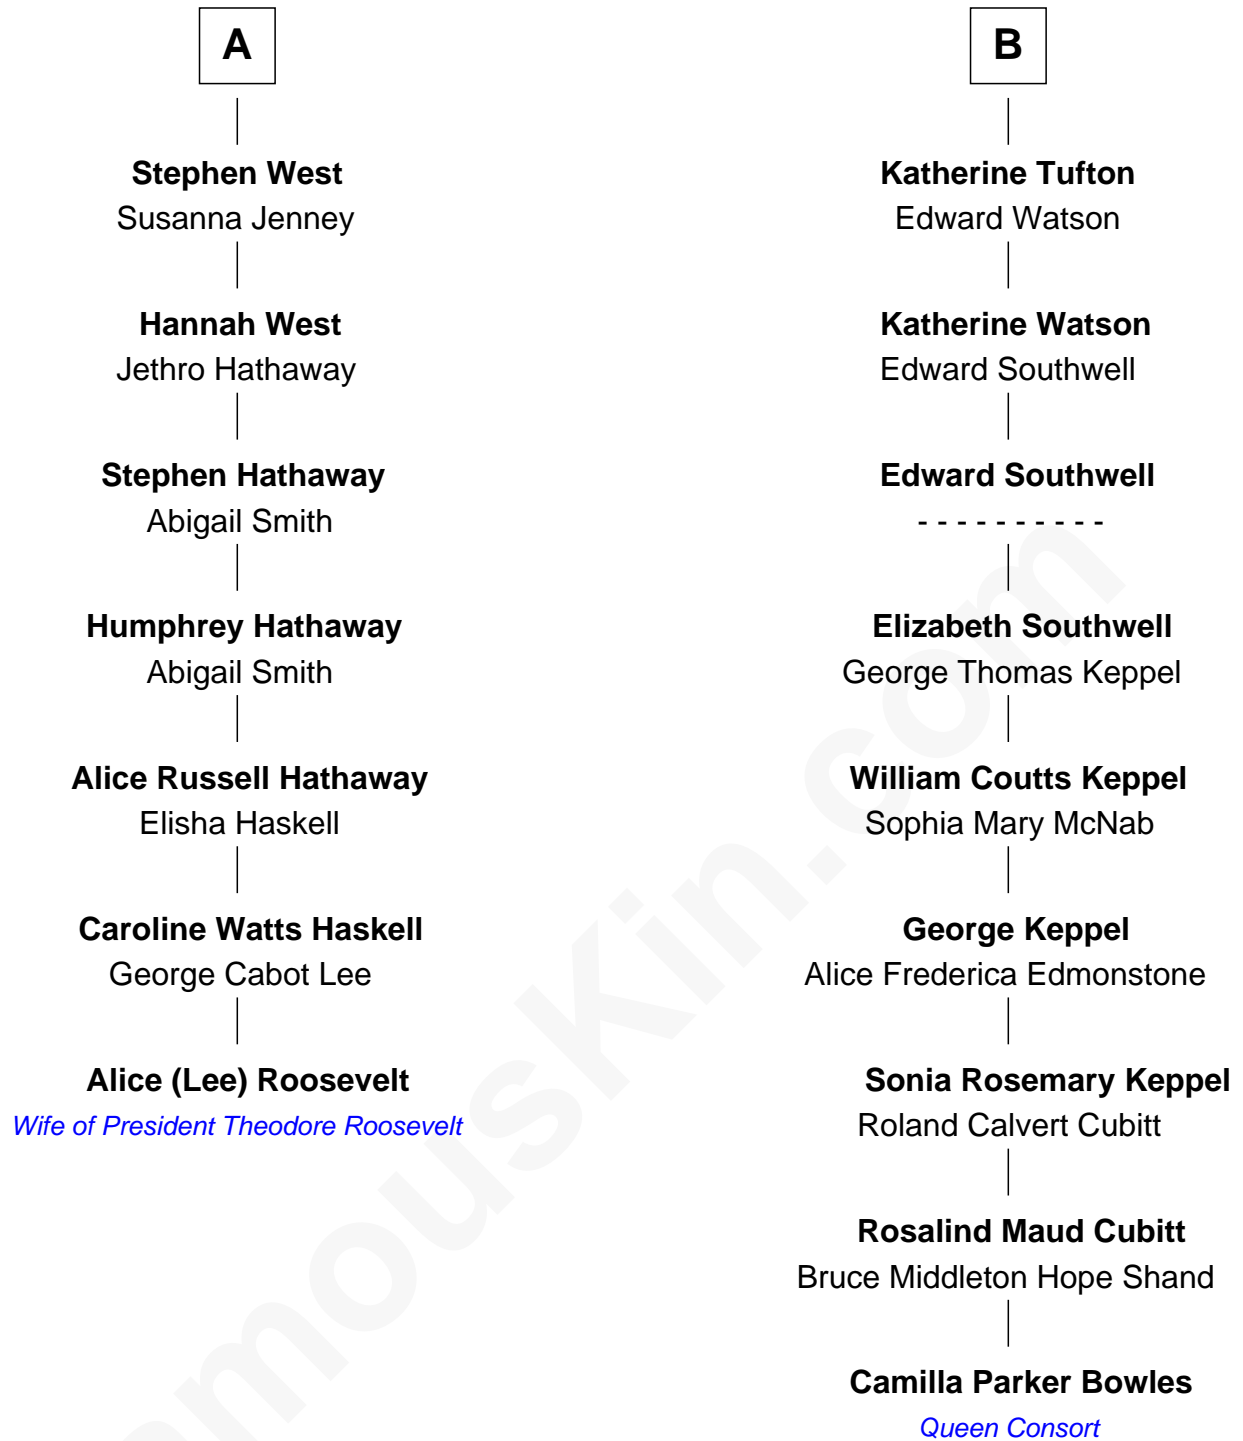 A
Stephen West
Susanna Jenney
Hannah West
Jethro Hathaway
Stephen Hathaway
Abigail Smith
Humphrey Hathaway
Abigail Smith
Alice Russell Hathaway
Elisha Haskell
Caroline Watts Haskell
George Cabot Lee
Alice (Lee) Roosevelt
Wife of President Theodore Roosevelt
B
Katherine Tufton
Edward Watson
Katherine Watson
Edward Southwell
Edward Southwell
- - - - - - - - - -
Elizabeth Southwell
George Thomas Keppel
William Coutts Keppel
Sophia Mary McNab
George Keppel
Alice Frederica Edmonstone
Sonia Rosemary Keppel
Roland Calvert Cubitt
Rosalind Maud Cubitt
Bruce Middleton Hope Shand
Camilla Parker Bowles
Queen Consort
amouskin.com